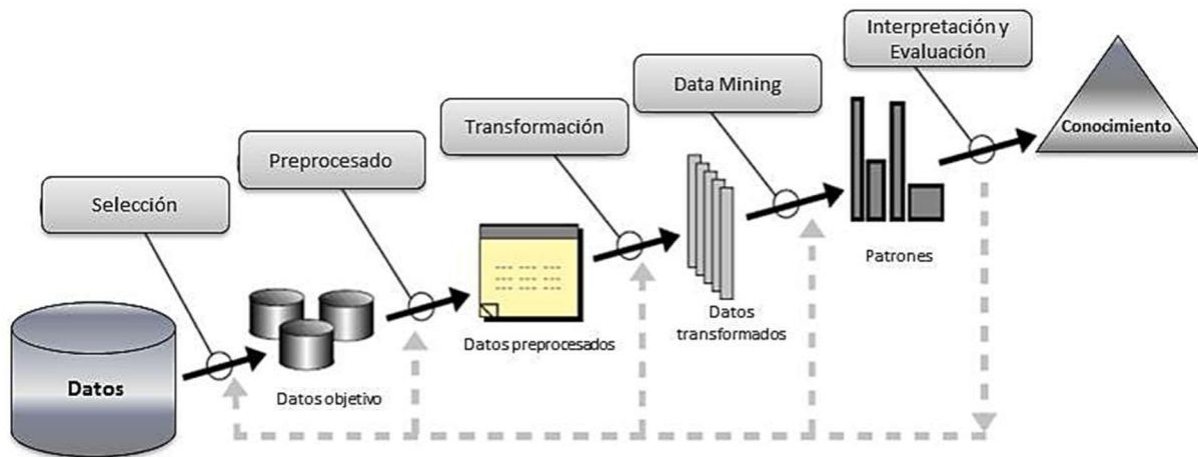 Interpretación y
Evaluación
Data Mining
Transformación
Preprocesado
Selección
Conocimiento
Patrones
Datos
transformados
Datos preprocesados
Datos objetivo
Datos